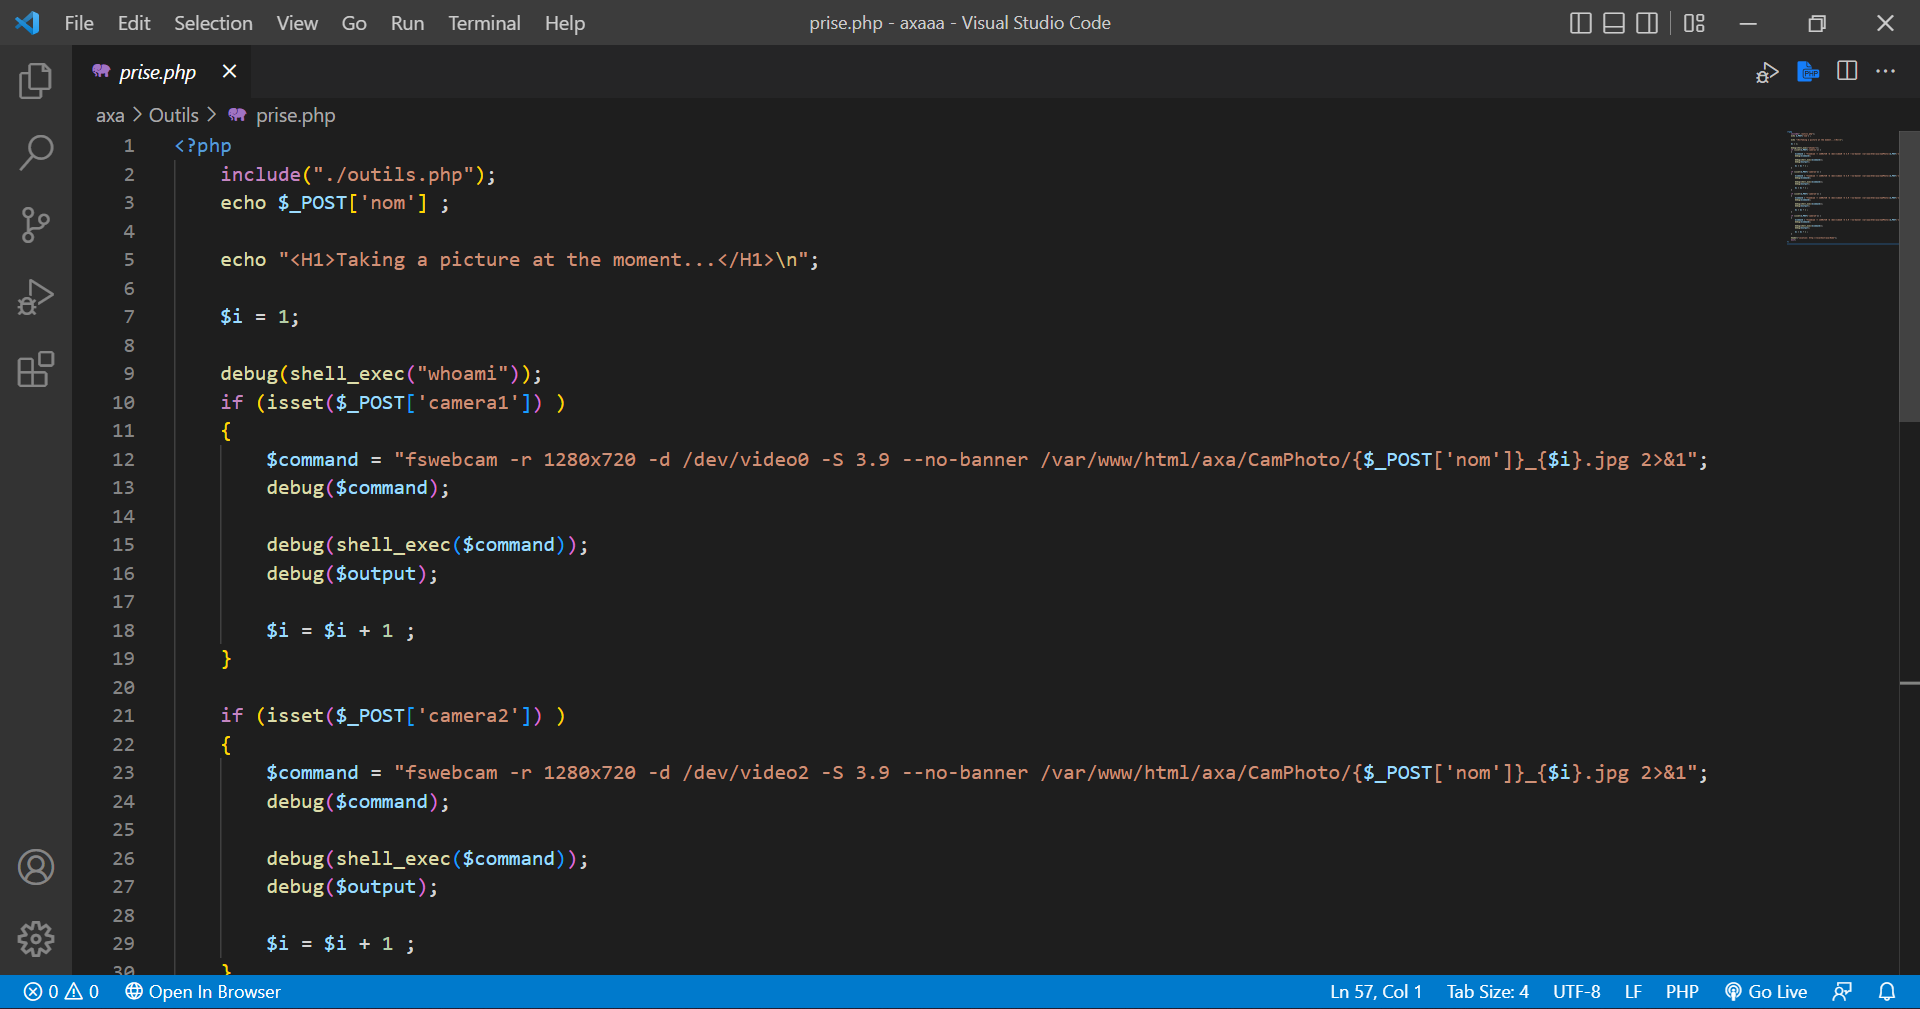 File Edit Selection View Go Run Terminal Help prise.php - axaaa - Visual Studio Code
prise.php
axa > Outils > prise.php
1 <?php
2 include("./outils.php");
3 echo $_POST['nom'] ;
4
5 echo "<H1>Taking a picture at the moment...</H1>\n";
6
7 $i = 1;
8
9 debug(shell_exec("whoami"));
10 if (isset($_POST['camera1']) )
11 {
12 $command = "fswebcam -r 1280x720 -d /dev/video0 -S 3.9 --no-banner /var/www/html/axa/CamPhoto/{$_POST['nom']}_{$i}.jpg 2>&1";
13 debug($command);
14
15 debug(shell_exec($command));
16 debug($output);
17
18 $i = $i + 1 ;
19 }
20
21 if (isset($_POST['camera2']) )
22 {
23 $command = "fswebcam -r 1280x720 -d /dev/video2 -S 3.9 --no-banner /var/www/html/axa/CamPhoto/{$_POST['nom']}_{$i}.jpg 2>&1";
24 debug($command);
25
26 debug(shell_exec($command));
27 debug($output);
28
29 $i = $i + 1 ;
30 }
0 0 Open In Browser Ln 57, Col 1 Tab Size: 4 UTF-8 LF PHP Go Live